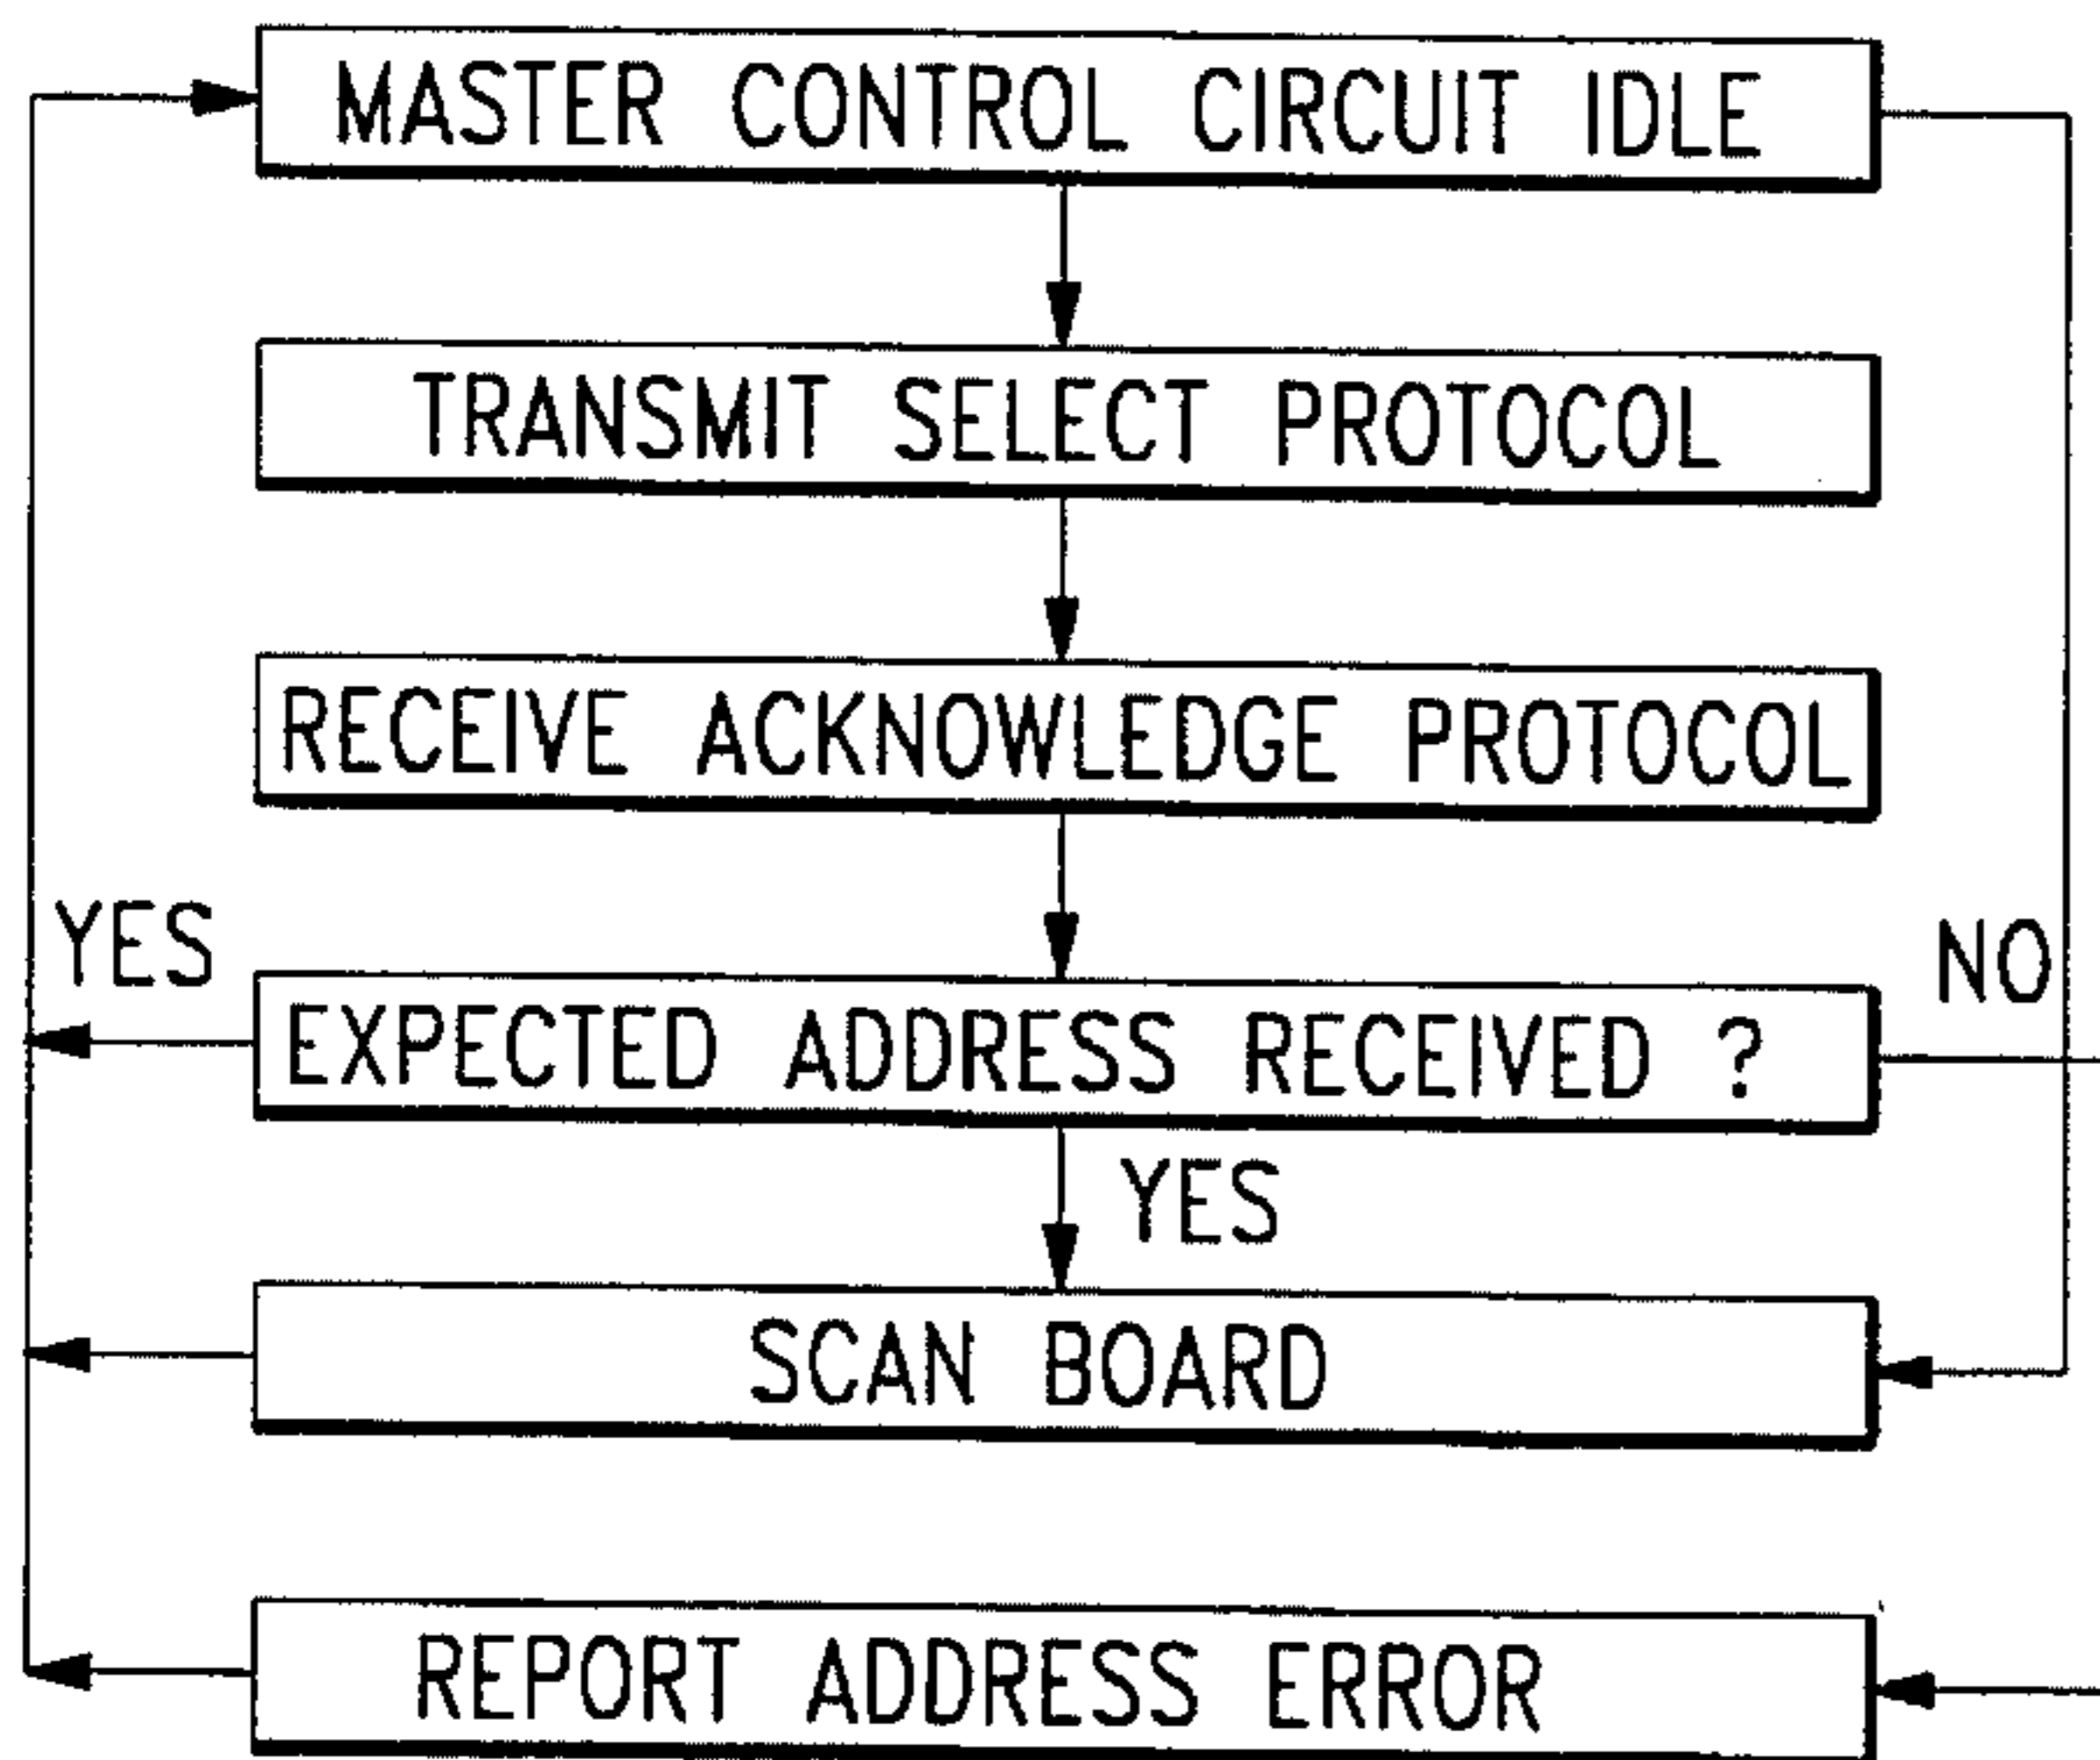 MASTER CONTROL CIRCUIT IDLE
TRANSMIT SELECT PROTOCOL
RECEIVE ACKNOWLEDGE PROTOCOL
YES
NO
EXPECTED ADDRESS RECEIVED ?
YES
SCAN BOARD
REPORT ADDRESS ERROR